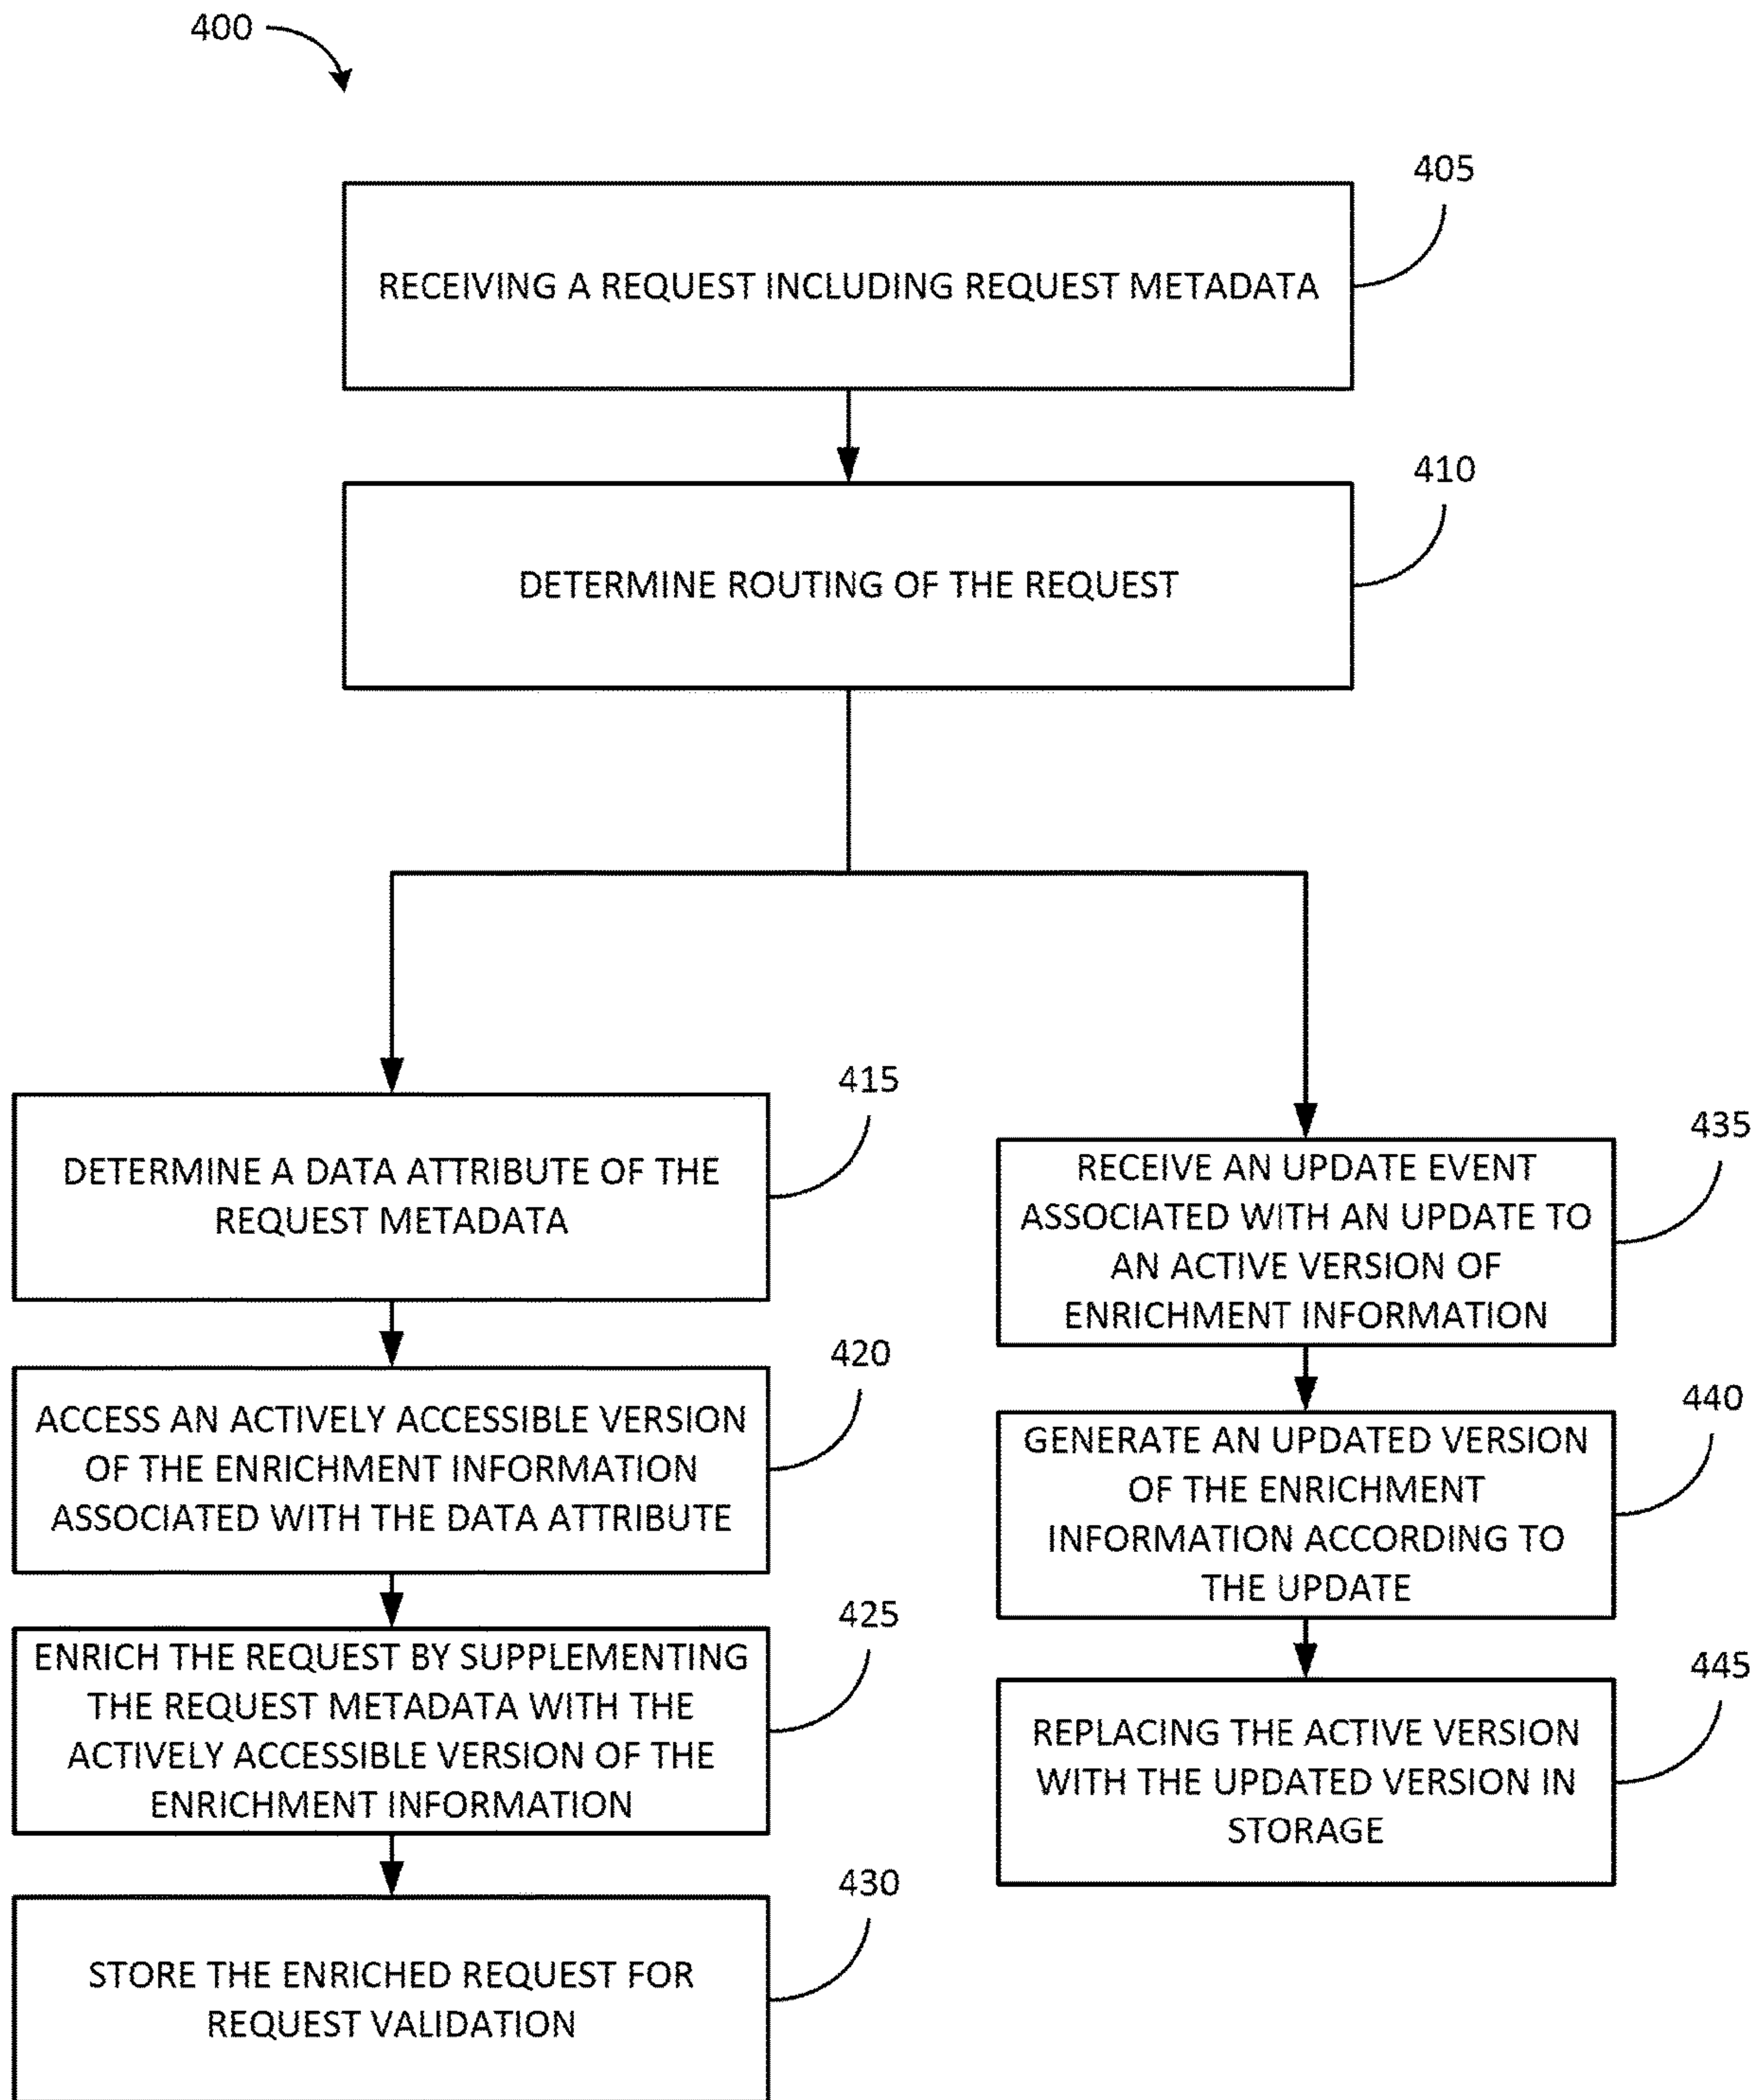 400
405
RECEIVING A REQUEST INCLUDING REQUEST METADATA
410
DETERMINE ROUTING OF THE REQUEST
415
DETERMINE A DATA ATTRIBUTE OF THE
REQUEST METADATA
420
ACCESS AN ACTIVELY ACCESSIBLE VERSION
OF THE ENRICHMENT INFORMATION
ASSOCIATED WITH THE DATA ATTRIBUTE
425
ENRICH THE REQUEST BY SUPPLEMENTING
THE REQUEST METADATA WITH THE
ACTIVELY ACCESSIBLE VERSION OF THE
ENRICHMENT INFORMATION
430
STORE THE ENRICHED REQUEST FOR
REQUEST VALIDATION
435
RECEIVE AN UPDATE EVENT
ASSOCIATED WITH AN UPDATE TO
AN ACTIVE VERSION OF
ENRICHMENT INFORMATION
440
GENERATE AN UPDATED VERSION
OF THE ENRICHMENT
INFORMATION ACCORDING TO
THE UPDATE
445
REPLACING THE ACTIVE VERSION
WITH THE UPDATED VERSION IN
STORAGE